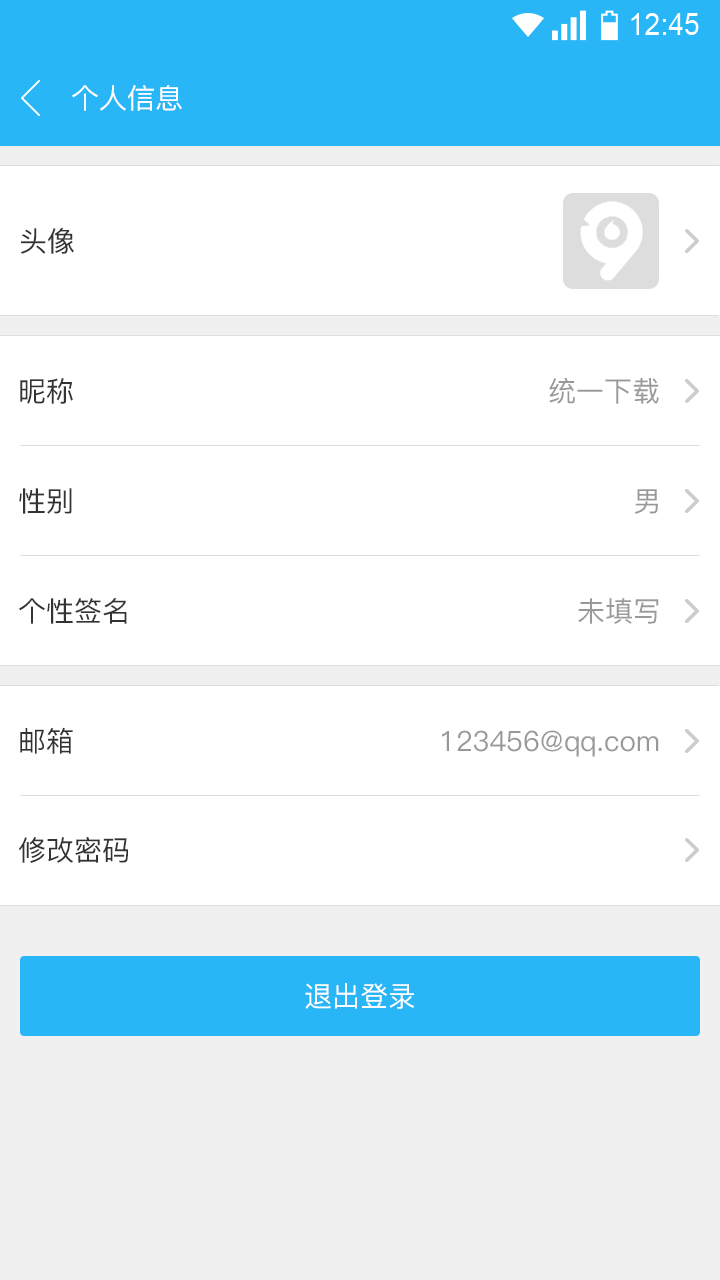 12:45
个人信息
头像
昵称 统一下载
性别 男
个性签名 未填写
邮箱 123456@qq.com
修改密码
退出登录